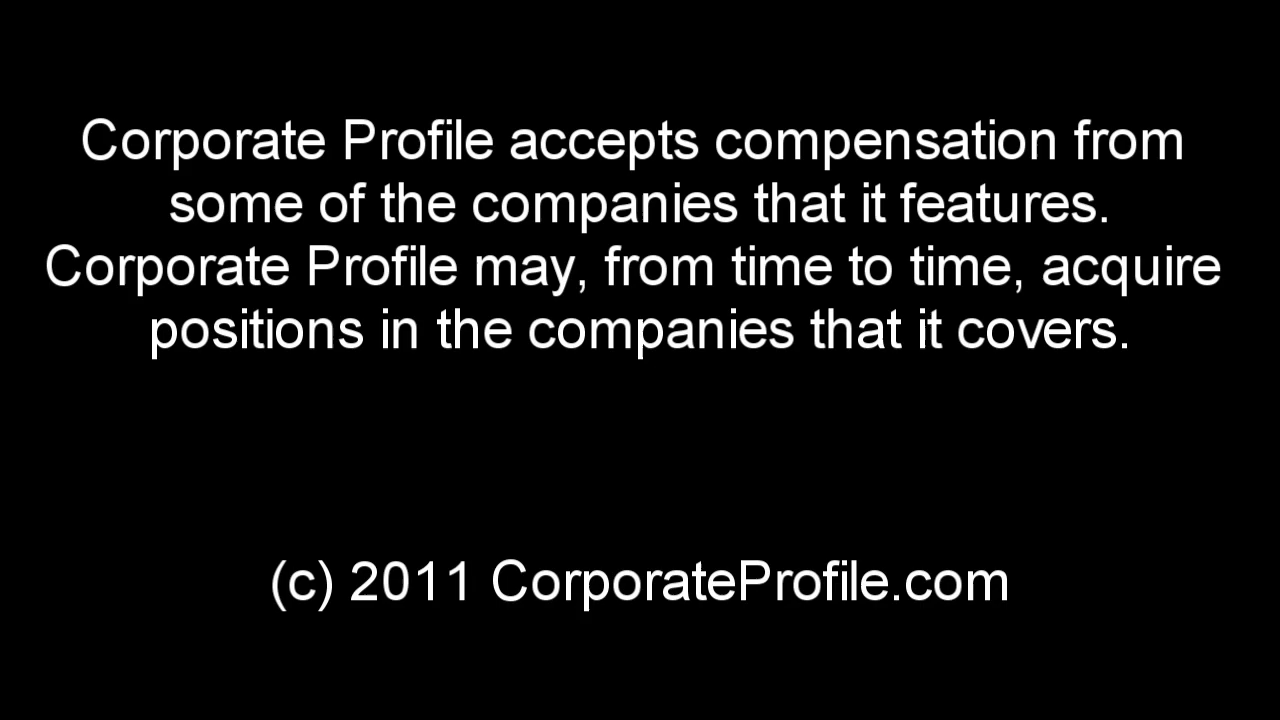 Corporate Profile accepts compensation from
some of the companies that it features.
Corporate Profile may, from time to time, acquire
positions in the companies that it covers.
(c) 2011 CorporateProfile.com